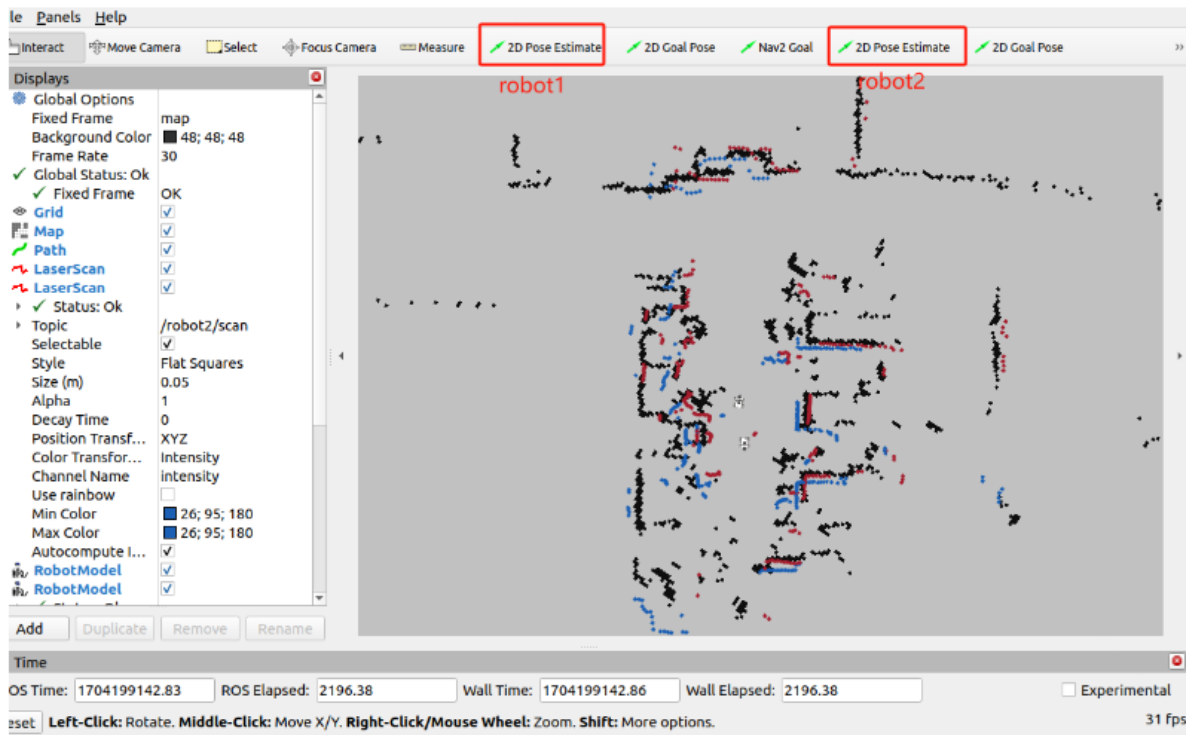 le Panels Help
Interact Move Camera Select Focus Camera Measure 2D Pose Estimate 2D Goal Pose Nav2 Goal 2D Pose Estimate 2D Goal Pose »
robot1 robot2
Displays
Global Options
Fixed Frame map
Background Color 48; 48; 48
Frame Rate 30
Global Status: Ok
Fixed Frame OK
Grid
Map
Path
LaserScan
LaserScan
Status: Ok
Topic /robot2/scan
Selectable
Style Flat Squares
Size (m) 0.05
Alpha 1
Decay Time 0
Position Transf... XYZ
Color Transfor... Intensity
Channel Name intensity
Use rainbow
Min Color 26; 95; 180
Max Color 26; 95; 180
Autocompute I...
RobotModel
RobotModel
Add Duplicate Remove Rename
Time
OS Time: 1704199142.83 ROS Elapsed: 2196.38 Wall Time: 1704199142.86 Wall Elapsed: 2196.38 Experimental
eset Left-Click: Rotate. Middle-Click: Move X/Y. Right-Click/Mouse Wheel: Zoom. Shift: More options. 31 fps